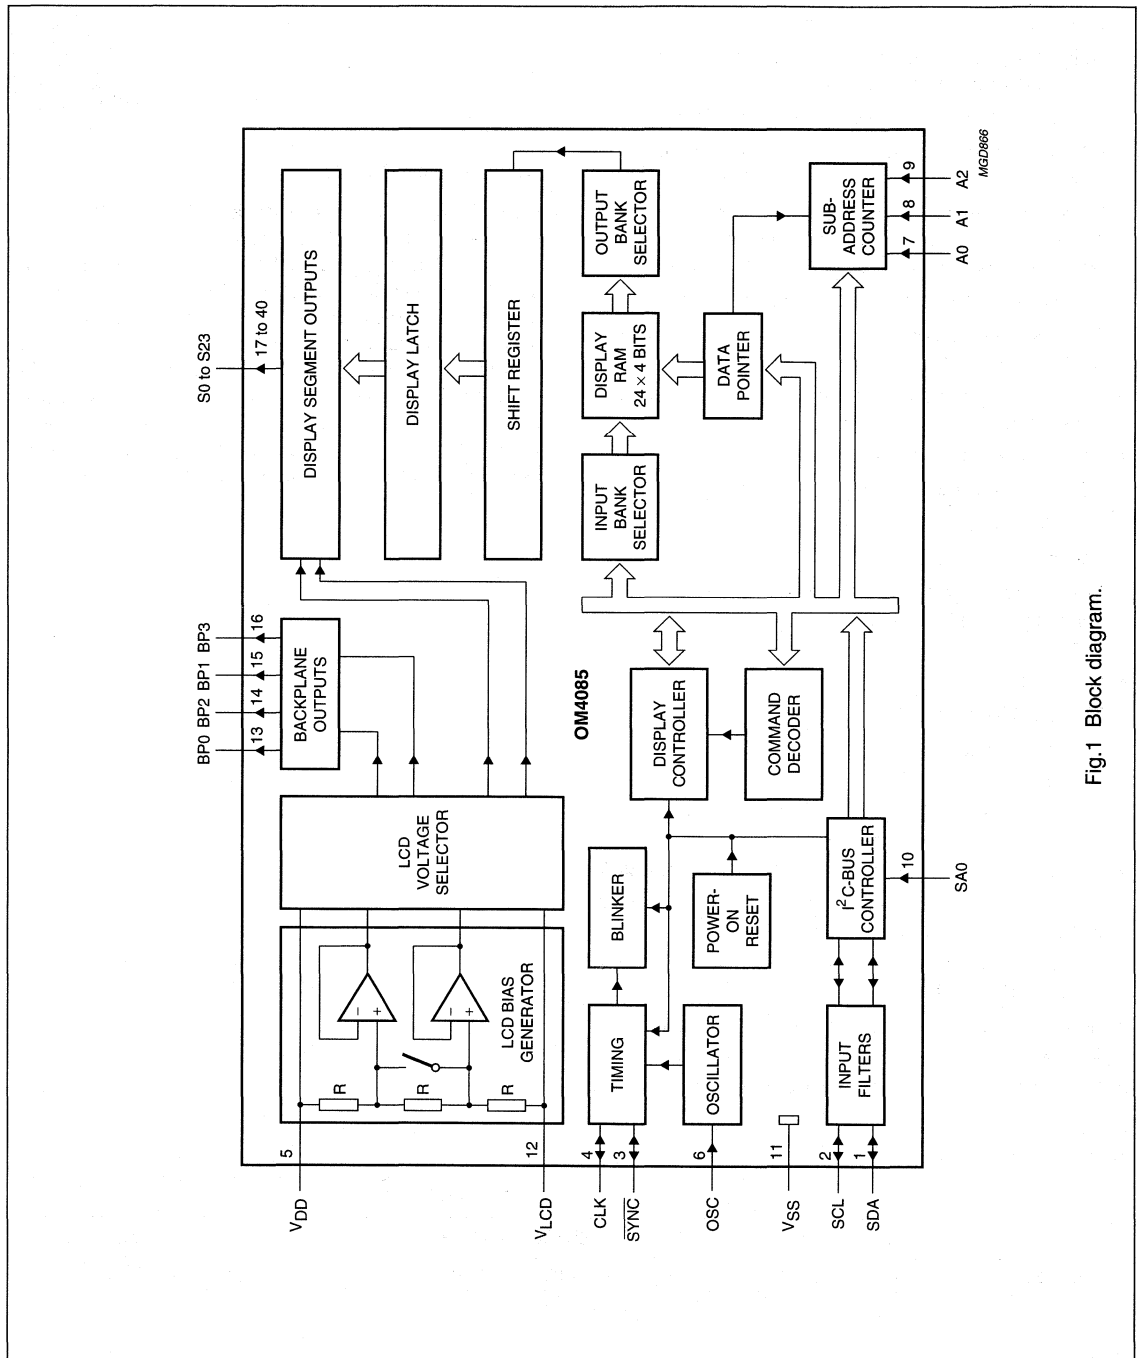 S0 to S23
17 to 40
BP0 BP2 BP1 BP3
13 14 15 16
DISPLAY SEGMENT OUTPUTS
BACKPLANE
OUTPUTS
DISPLAY LATCH
SHIFT REGISTER
LCD
VOLTAGE
SELECTOR
LCD BIAS
GENERATOR
R
R
R
-
+
-
+
VDD
5
VLCD
12
OM4085
INPUT
BANK
SELECTOR
DISPLAY
RAM
24 × 4 BITS
OUTPUT
BANK
SELECTOR
CLK
4
SYNC
3
TIMING
BLINKER
DISPLAY
CONTROLLER
OSC
6
OSCILLATOR
POWER-
ON
RESET
COMMAND
DECODER
DATA
POINTER
SUB-
ADDRESS
COUNTER
VSS
11
SCL
2
SDA
1
INPUT
FILTERS
I²C-BUS
CONTROLLER
10
SA0
7 8 9
A0 A1 A2
MGD866
Fig.1 Block diagram.